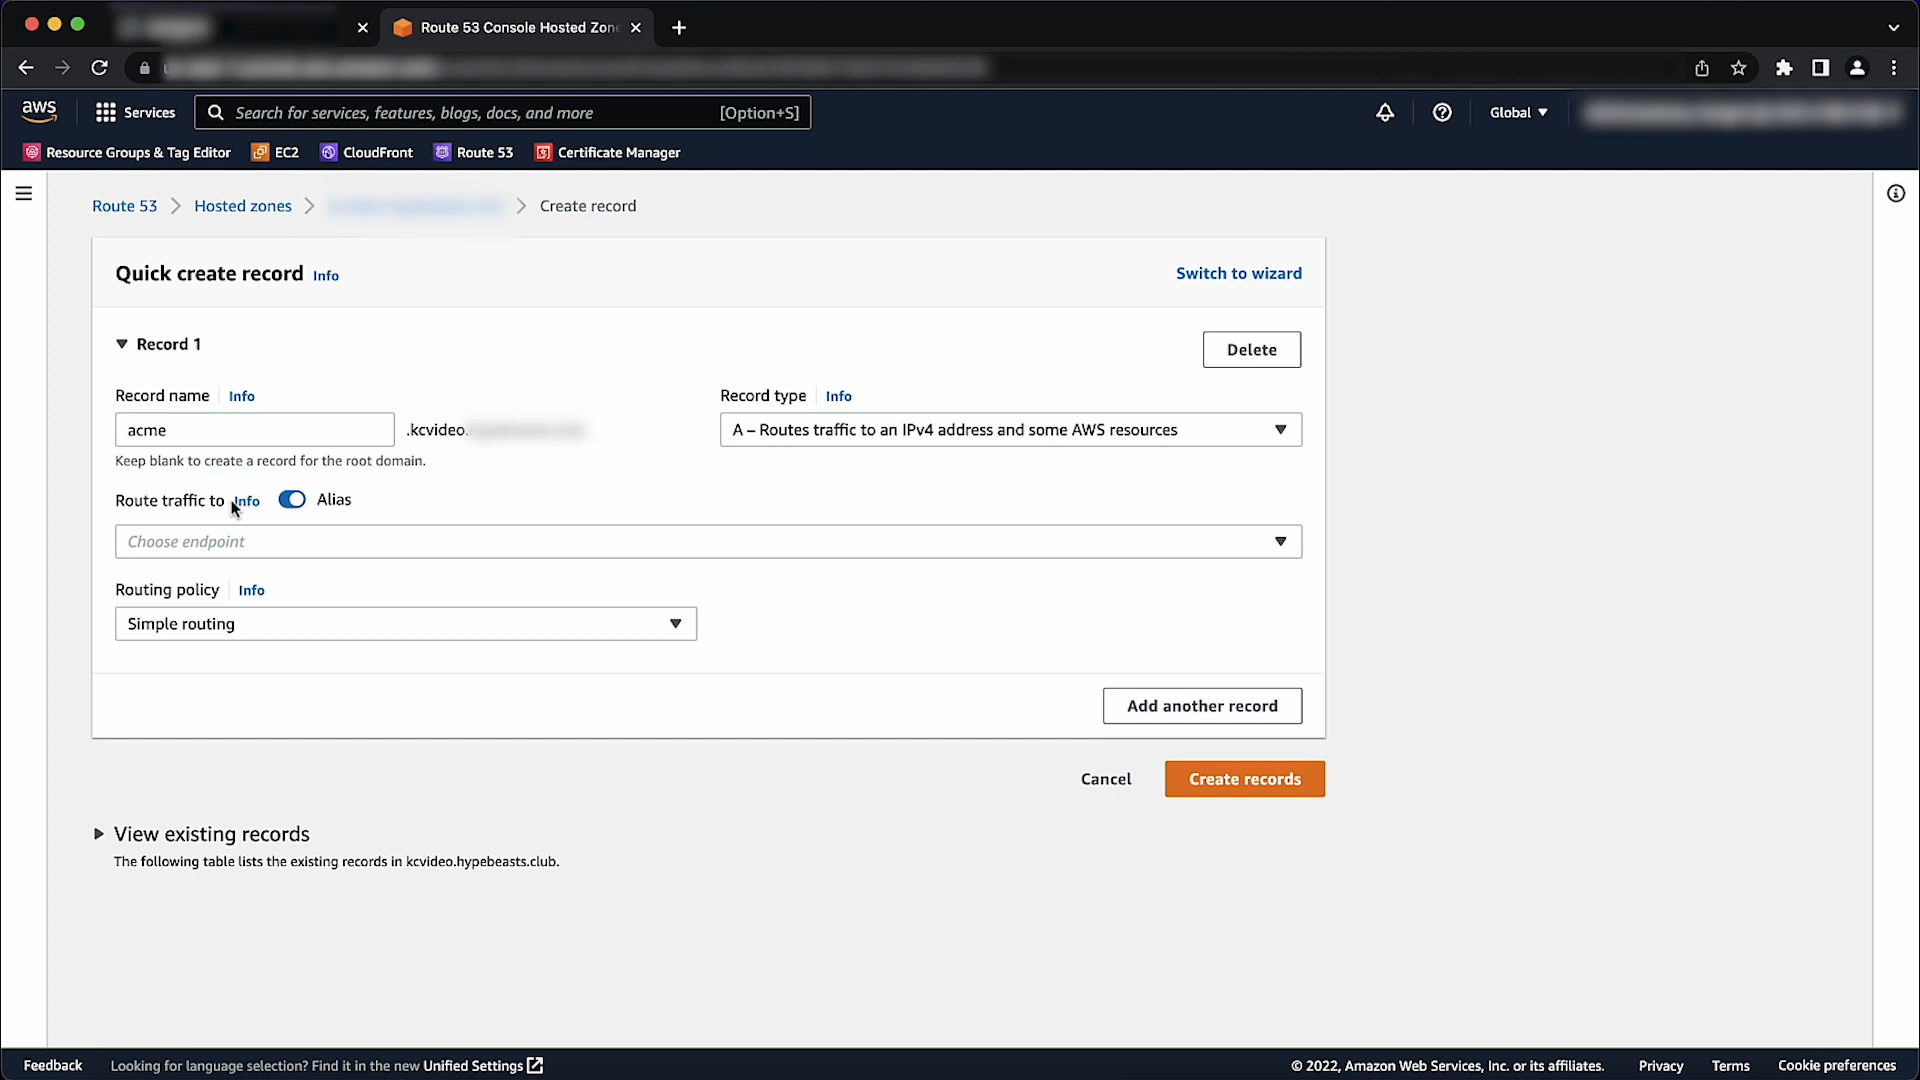 Route 53 Console Hosted Zone
aws
Services
Search for services, features, blogs, docs, and more [Option+S]
Global
Resource Groups & Tag Editor
EC2
CloudFront
Route 53
Certificate Manager
Route 53
Hosted zones
Create record
Quick create record Info
Switch to wizard
Record 1
Delete
Record name Info
Record type Info
acme
.kcvideo.
A – Routes traffic to an IPv4 address and some AWS resources
Keep blank to create a record for the root domain.
Route traffic to Info
Alias
Choose endpoint
Routing policy Info
Simple routing
Add another record
Cancel
Create records
View existing records
The following table lists the existing records in kcvideo.hypebeasts.club.
Feedback
Looking for language selection? Find it in the new Unified Settings
© 2022, Amazon Web Services, Inc. or its affiliates.
Privacy
Terms
Cookie preferences